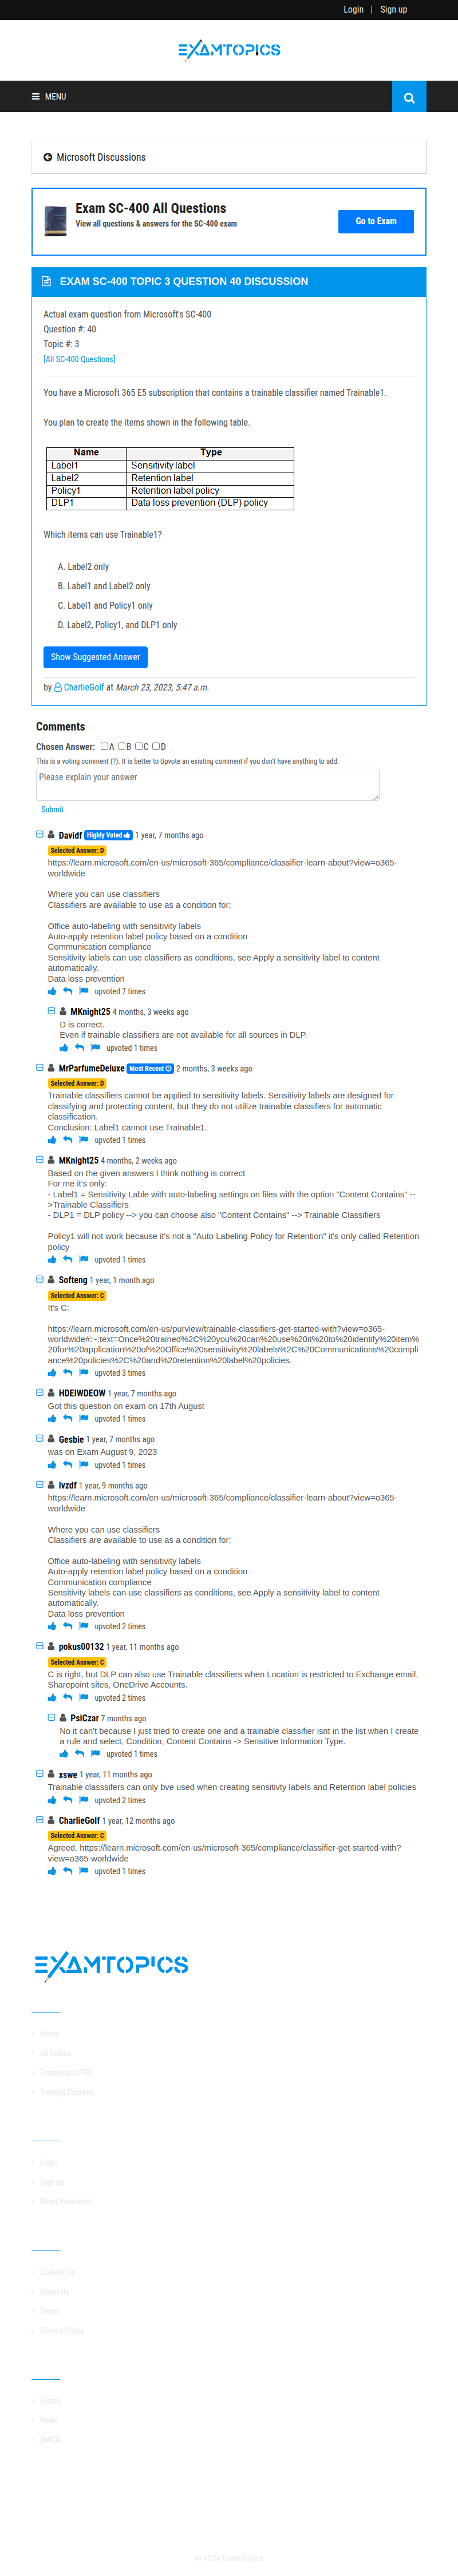 Login | Sign up
EXAMTOPICS
MENU
Microsoft Discussions
Exam SC-400 All Questions
View all questions & answers for the SC-400 exam
Go to Exam
EXAM SC-400 TOPIC 3 QUESTION 40 DISCUSSION
Actual exam question from Microsoft's SC-400
Question #: 40
Topic #: 3
[All SC-400 Questions]
You have a Microsoft 365 E5 subscription that contains a trainable classifier named Trainable1.
You plan to create the items shown in the following table.
Name Type
Label1 Sensitivity label
Label2 Retention label
Policy1 Retention label policy
DLP1 Data loss prevention (DLP) policy
Which items can use Trainable1?
A. Label2 only
B. Label1 and Label2 only
C. Label1 and Policy1 only
D. Label2, Policy1, and DLP1 only
Show Suggested Answer
by CharlieGolf at March 23, 2023, 5:47 a.m.
Comments
Chosen Answer: A B C D
This is a voting comment (?). It is better to Upvote an existing comment if you don't have anything to add.
Please explain your answer
Submit
Davidf Highly Voted 1 year, 7 months ago
Selected Answer: D
https://learn.microsoft.com/en-us/microsoft-365/compliance/classifier-learn-about?view=o365-
worldwide
Where you can use classifiers
Classifiers are available to use as a condition for:
Office auto-labeling with sensitivity labels
Auto-apply retention label policy based on a condition
Communication compliance
Sensitivity labels can use classifiers as conditions, see Apply a sensitivity label to content
automatically.
Data loss prevention
upvoted 7 times
MKnight25 4 months, 3 weeks ago
D is correct.
Even if trainable classifiers are not available for all sources in DLP.
upvoted 1 times
MrParfumeDeluxe Most Recent 2 months, 3 weeks ago
Selected Answer: D
Trainable classifiers cannot be applied to sensitivity labels. Sensitivity labels are designed for
classifying and protecting content, but they do not utilize trainable classifiers for automatic
classification.
Conclusion: Label1 cannot use Trainable1.
upvoted 1 times
MKnight25 4 months, 2 weeks ago
Based on the given answers I think nothing is correct
For me it's only:
- Label1 = Sensitivity Lable with auto-labeling settings on files with the option "Content Contains" --
>Trainable Classifiers
- DLP1 = DLP policy --> you can choose also "Content Contains" --> Trainable Classifiers
Policy1 will not work because it's not a "Auto Labeling Policy for Retention" it's only called Retention
policy
upvoted 1 times
Softeng 1 year, 1 month ago
Selected Answer: C
It's C:
https://learn.microsoft.com/en-us/purview/trainable-classifiers-get-started-with?view=o365-
worldwide#:~:text=Once%20trained%2C%20you%20can%20use%20it%20to%20identify%20item%
20for%20application%20of%20Office%20sensitivity%20labels%2C%20Communications%20compli
ance%20policies%2C%20and%20retention%20label%20policies.
upvoted 3 times
HDEIWDEOW 1 year, 7 months ago
Got this question on exam on 17th August
upvoted 1 times
Gesbie 1 year, 7 months ago
was on Exam August 9, 2023
upvoted 1 times
ivzdf 1 year, 9 months ago
https://learn.microsoft.com/en-us/microsoft-365/compliance/classifier-learn-about?view=o365-
worldwide
Where you can use classifiers
Classifiers are available to use as a condition for:
Office auto-labeling with sensitivity labels
Auto-apply retention label policy based on a condition
Communication compliance
Sensitivity labels can use classifiers as conditions, see Apply a sensitivity label to content
automatically.
Data loss prevention
upvoted 2 times
pokus00132 1 year, 11 months ago
Selected Answer: C
C is right, but DLP can also use Trainable classifiers when Location is restricted to Exchange email,
Sharepoint sites, OneDrive Accounts.
upvoted 2 times
PsiCzar 7 months ago
No it can't because I just tried to create one and a trainable classifier isnt in the list when I create
a rule and select, Condition, Content Contains -> Sensitive Information Type.
upvoted 1 times
xswe 1 year, 11 months ago
Trainable classsifers can only bve used when creating sensitivty labels and Retention label policies
upvoted 2 times
CharlieGolf 1 year, 12 months ago
Selected Answer: C
Agreed. https://learn.microsoft.com/en-us/microsoft-365/compliance/classifier-get-started-with?
view=o365-worldwide
upvoted 1 times
EXAMTOPICS
Home
All Exams
Examtopics PRO
Training Courses
Login
Sign up
Reset Password
Contact Us
About Us
Terms
Privacy Policy
Forum
News
DMCA
© 2024 ExamTopics